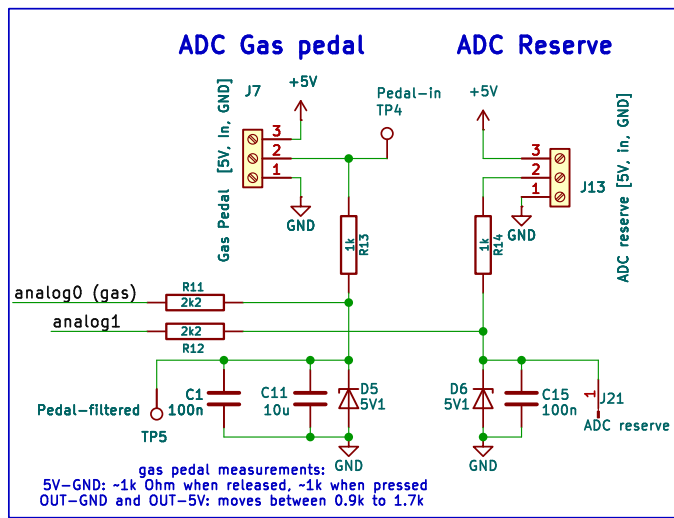 ADC Gas pedal
ADC Reserve
J7
+5V
Pedal-in
TP4
+5V
3
2
1
Gas Pedal [5V, in, GND]
GND
1k
R13
3
2
1
J13
ADC reserve [5V, in, GND]
GND
1k
R14
analog0 (gas)
R11
2k2
analog1
2k2
R12
Pedal-filtered
TP5
C1
100n
C11
10u
D5
5V1
GND
D6
5V1
C15
100n
GND
1
J21
ADC reserve
gas pedal measurements:
5V-GND: ~1k Ohm when released, ~1k when pressed
OUT-GND and OUT-5V: moves between 0.9k to 1.7k